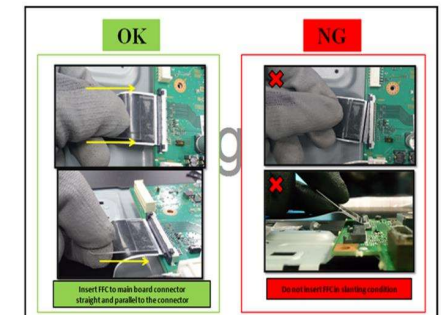 OK
NG
g
Insert FFC to main board connector
straight and parallel to the connector
Do not insert FFC in slanting condition